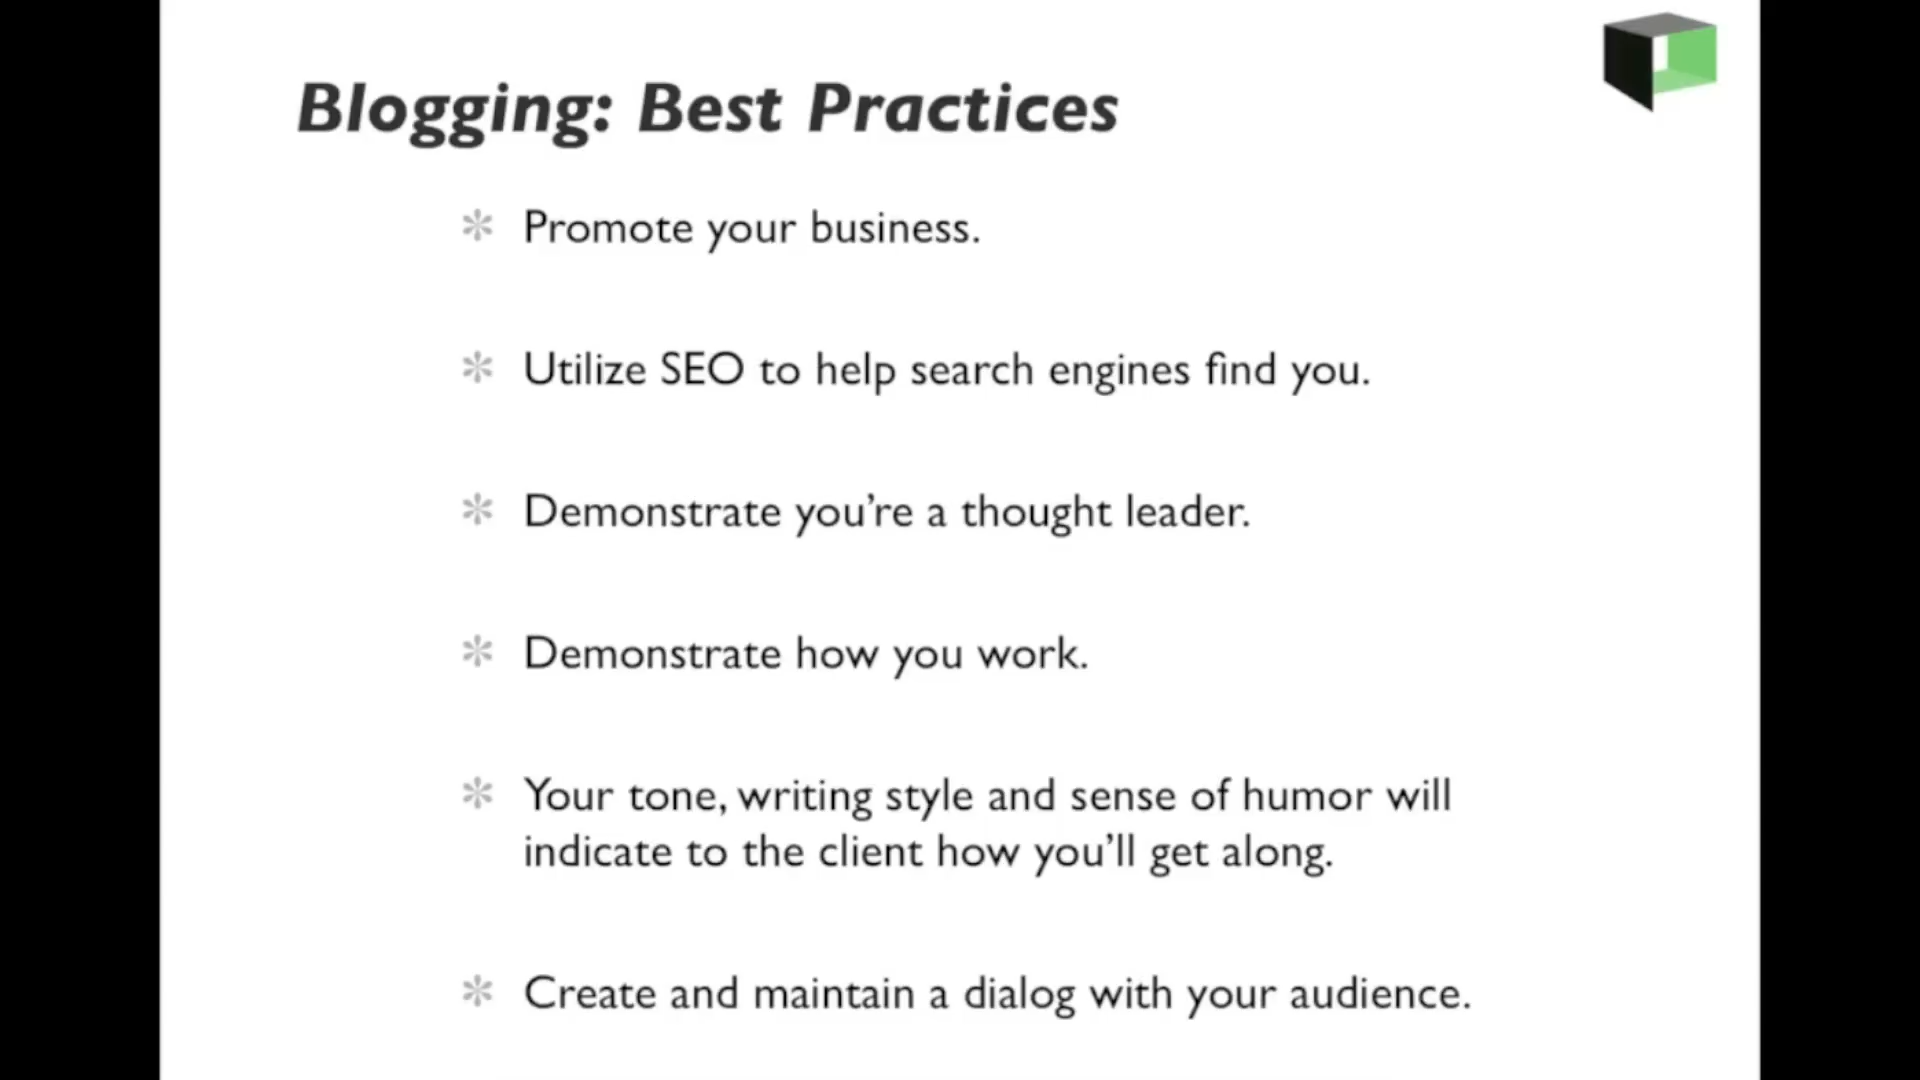 Blogging: Best Practices
✼ Promote your business.
✼ Utilize SEO to help search engines find you.
✼ Demonstrate you’re a thought leader.
✼ Demonstrate how you work.
✼ Your tone, writing style and sense of humor will
indicate to the client how you’ll get along.
✼ Create and maintain a dialog with your audience.